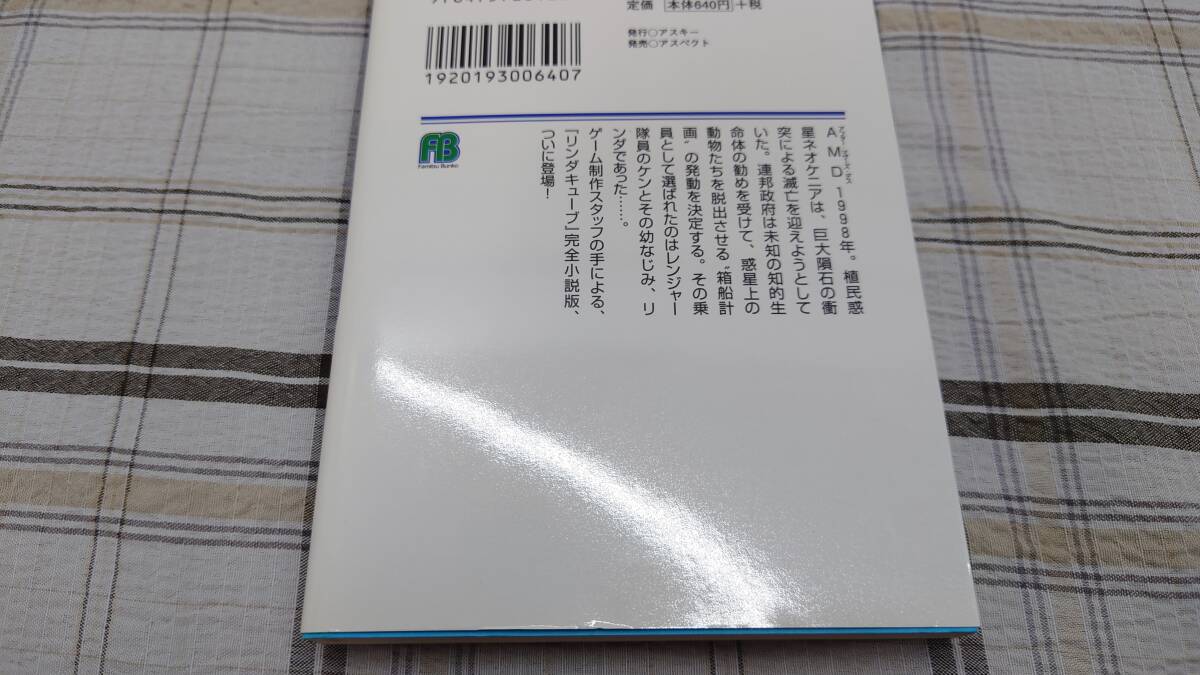 定価 [本体640円]+税
発行○アスキー
発売○アスペクト
1920193006407
FB
Famitsu Bunko
AMD1998年。植民惑
星ネオケニアは、巨大隕石の衝
突による滅亡を迎えようとして
いた。連邦政府は未知の知的生
命体の勧めを受けて、惑星上の
動物たちを脱出させる〝箱船計
画〟の発動を決定する。その乗
員として選ばれたのはレンジャー
隊員のケンとその幼なじみ、リ
ンダであった……。
ゲーム制作スタッフの手による、
「リンダキューブ」完全小説版、
ついに登場!